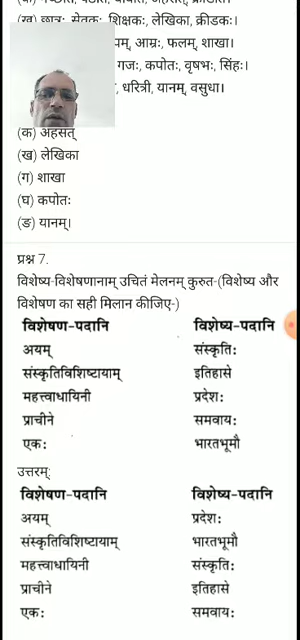 (ख) छात्रः, सेवकः, शिक्षकः, लेखिका, क्रीडकः।
आम्रः, फलम्, शाखा।
गजः, कपोतः, वृषभः, सिंहः।
धरित्री, यानम्, वसुधा।
(क) अहसत्
(ख) लेखिका
(ग) शाखा
(घ) कपोतः
(ङ) यानम्।
प्रश्न 7.
विशेष्य-विशेषणानाम् उचितं मेलनम् कुरुत-(विशेष्य और
विशेषण का सही मिलान कीजिए-)
विशेषण-पदानि विशेष्य-पदानि
अयम् संस्कृतिः
संस्कृतिविशिष्टायाम् इतिहासे
महत्त्वाधायिनी प्रदेशः
प्राचीने समवायः
एकः भारतभूमौ
उत्तरम्:
विशेषण-पदानि विशेष्य-पदानि
अयम् प्रदेशः
संस्कृतिविशिष्टायाम् भारतभूमौ
महत्त्वाधायिनी संस्कृतिः
प्राचीने इतिहासे
एकः समवायः